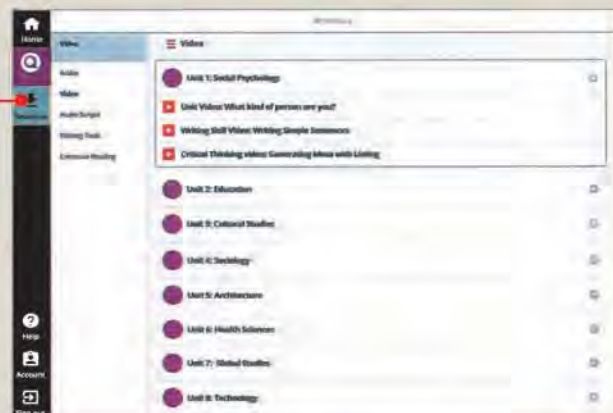 Home
Video
Audio
Video
Audio Script
Writing Tools
Extensive Reading
Video
Unit 1: Social Psychology
Unit Video: What kind of person are you?
Writing Skill Video: Writing Simple Sentences
Critical Thinking video: Generating Ideas with Listing
Unit 2: Education
Unit 3: Cultural Studies
Unit 4: Sociology
Unit 5: Architecture
Unit 6: Health Sciences
Unit 7: Global Studies
Unit 8: Technology
Help
Account
Sign out